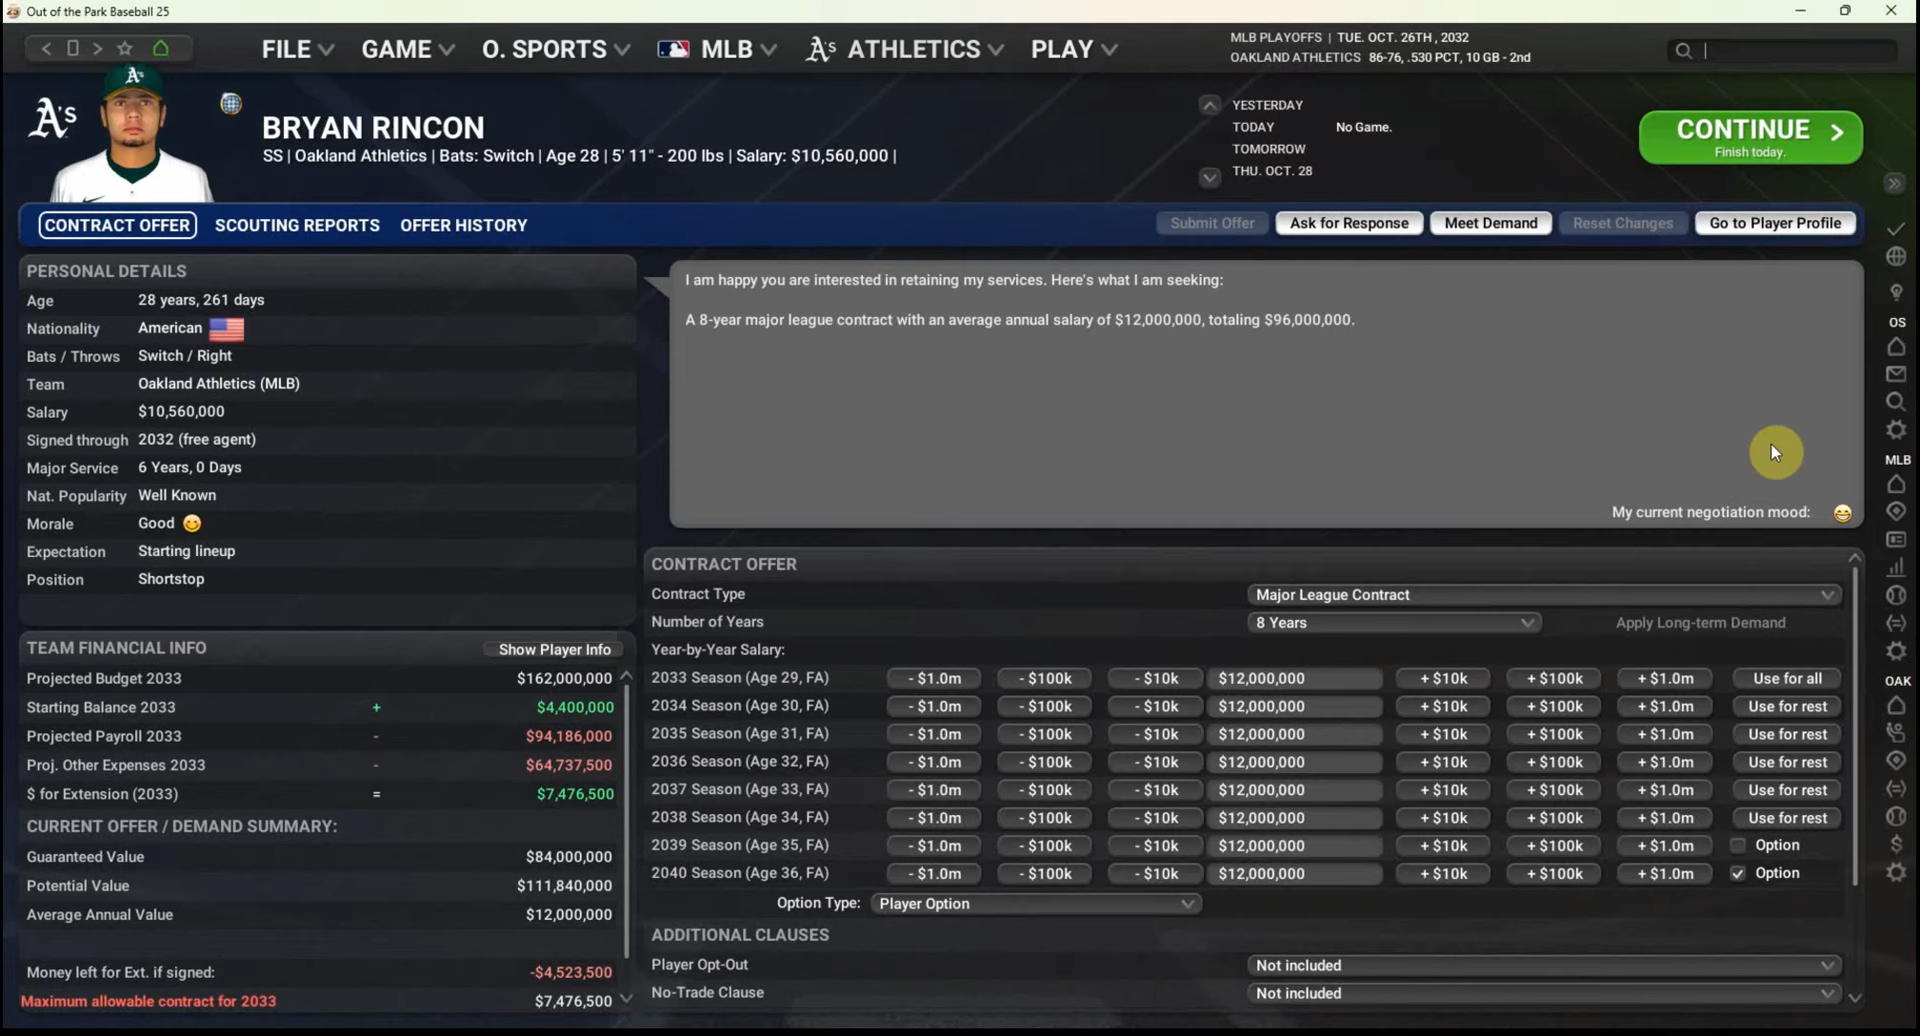 Out of the Park Baseball 25
FILE GAME O. SPORTS MLB A's ATHLETICS PLAY
MLB PLAYOFFS | TUE. OCT. 26TH , 2032
OAKLAND ATHLETICS 86-76, .530 PCT, 10 GB - 2nd
A's
A's
BRYAN RINCON
SS | Oakland Athletics | Bats: Switch | Age 28 | 5' 11" - 200 lbs | Salary: $10,560,000 |
YESTERDAY
TODAY No Game.
TOMORROW
THU. OCT. 28
CONTINUE
Finish today.
CONTRACT OFFER SCOUTING REPORTS OFFER HISTORY
Submit Offer Ask for Response Meet Demand Reset Changes Go to Player Profile
PERSONAL DETAILS
Age 28 years, 261 days
Nationality American
Bats / Throws Switch / Right
Team Oakland Athletics (MLB)
Salary $10,560,000
Signed through 2032 (free agent)
Major Service 6 Years, 0 Days
Nat. Popularity Well Known
Morale Good
Expectation Starting lineup
Position Shortstop
I am happy you are interested in retaining my services. Here's what I am seeking:
A 8-year major league contract with an average annual salary of $12,000,000, totaling $96,000,000.
My current negotiation mood:
TEAM FINANCIAL INFO Show Player Info
Projected Budget 2033 $162,000,000
Starting Balance 2033 + $4,400,000
Projected Payroll 2033 - $94,186,000
Proj. Other Expenses 2033 - $64,737,500
$ for Extension (2033) = $7,476,500
CURRENT OFFER / DEMAND SUMMARY:
Guaranteed Value $84,000,000
Potential Value $111,840,000
Average Annual Value $12,000,000
Money left for Ext. if signed: -$4,523,500
Maximum allowable contract for 2033 $7,476,500
CONTRACT OFFER
Contract Type Major League Contract
Number of Years 8 Years Apply Long-term Demand
Year-by-Year Salary:
2033 Season (Age 29, FA) - $1.0m - $100k - $10k $12,000,000 + $10k + $100k + $1.0m Use for all
2034 Season (Age 30, FA) - $1.0m - $100k - $10k $12,000,000 + $10k + $100k + $1.0m Use for rest
2035 Season (Age 31, FA) - $1.0m - $100k - $10k $12,000,000 + $10k + $100k + $1.0m Use for rest
2036 Season (Age 32, FA) - $1.0m - $100k - $10k $12,000,000 + $10k + $100k + $1.0m Use for rest
2037 Season (Age 33, FA) - $1.0m - $100k - $10k $12,000,000 + $10k + $100k + $1.0m Use for rest
2038 Season (Age 34, FA) - $1.0m - $100k - $10k $12,000,000 + $10k + $100k + $1.0m Use for rest
2039 Season (Age 35, FA) - $1.0m - $100k - $10k $12,000,000 + $10k + $100k + $1.0m Option
2040 Season (Age 36, FA) - $1.0m - $100k - $10k $12,000,000 + $10k + $100k + $1.0m Option
Option Type: Player Option
ADDITIONAL CLAUSES
Player Opt-Out Not included
No-Trade Clause Not included
OS
MLB
OAK